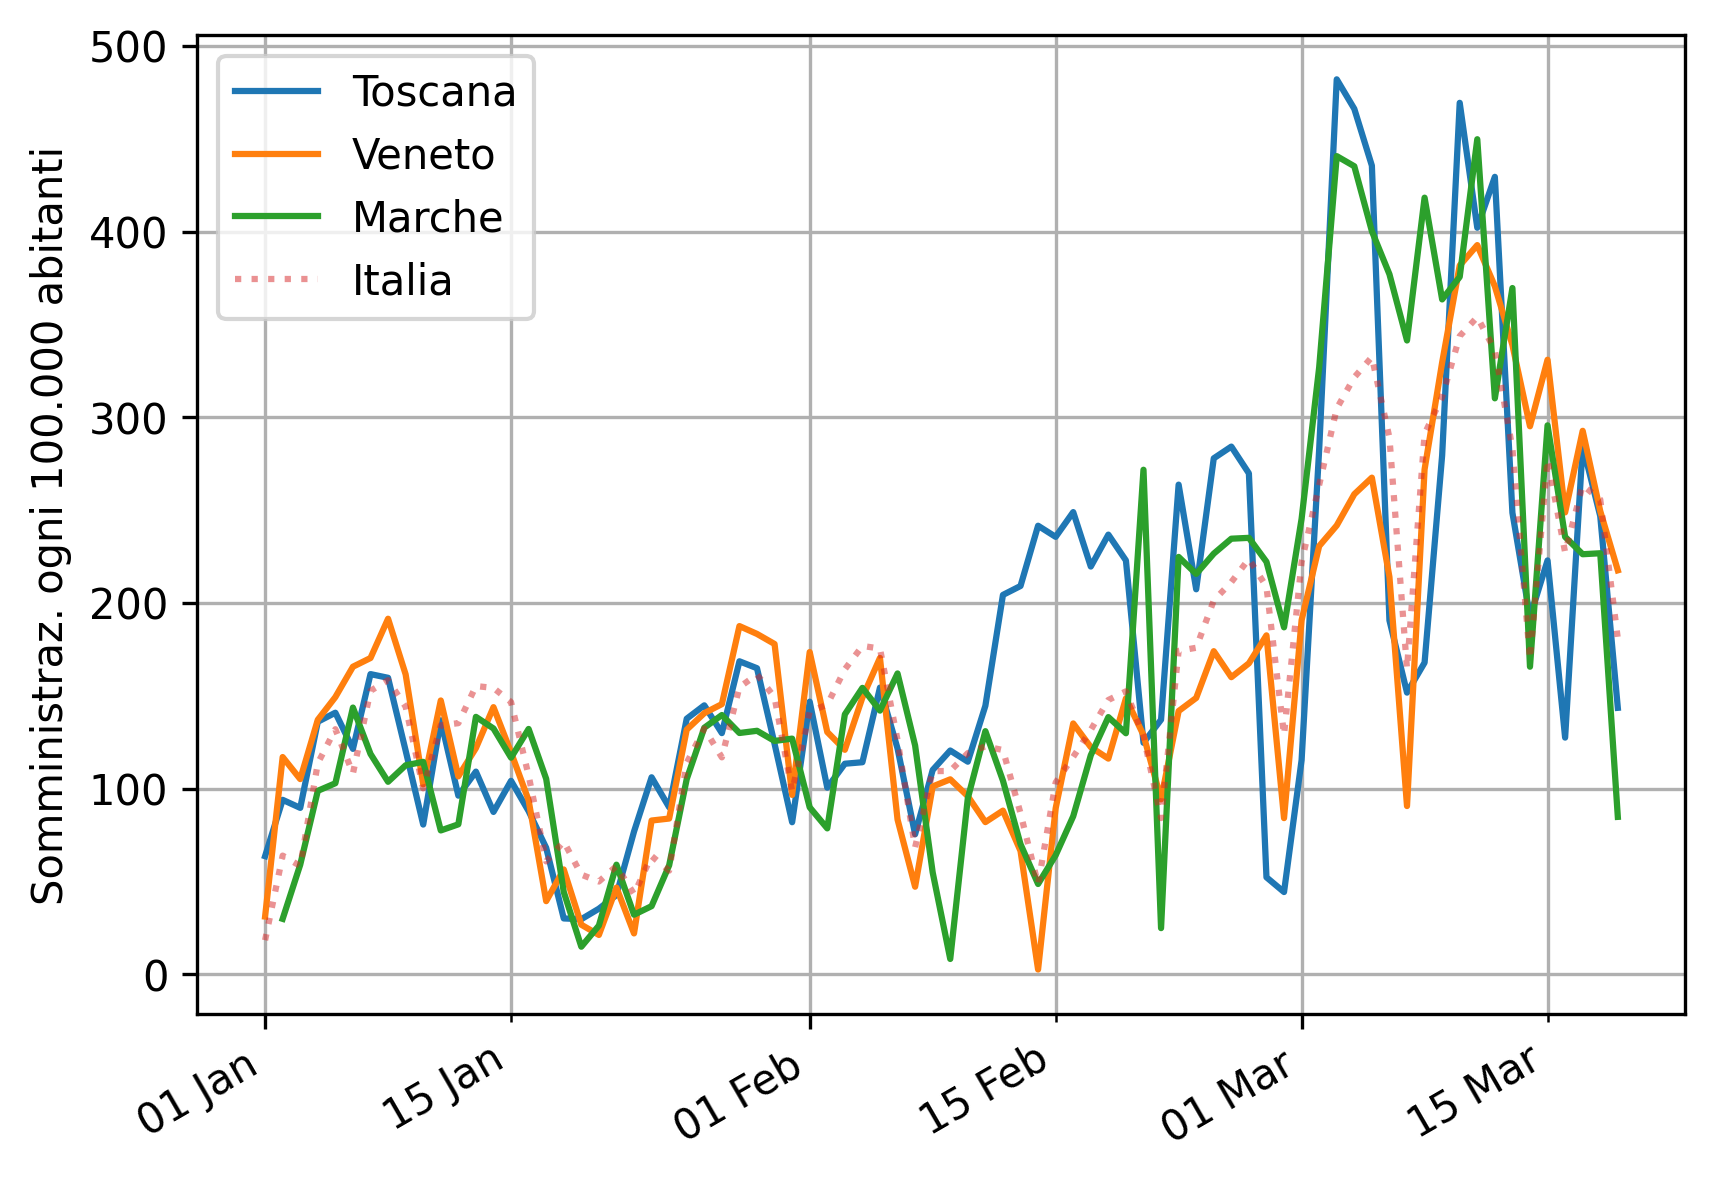 Somministraz. ogni 100.000 abitanti
500
400
300
200
100
0
Toscana
Veneto
Marche
Italia
01 Jan
15 Jan
01 Feb
15 Feb
01 Mar
15 Mar